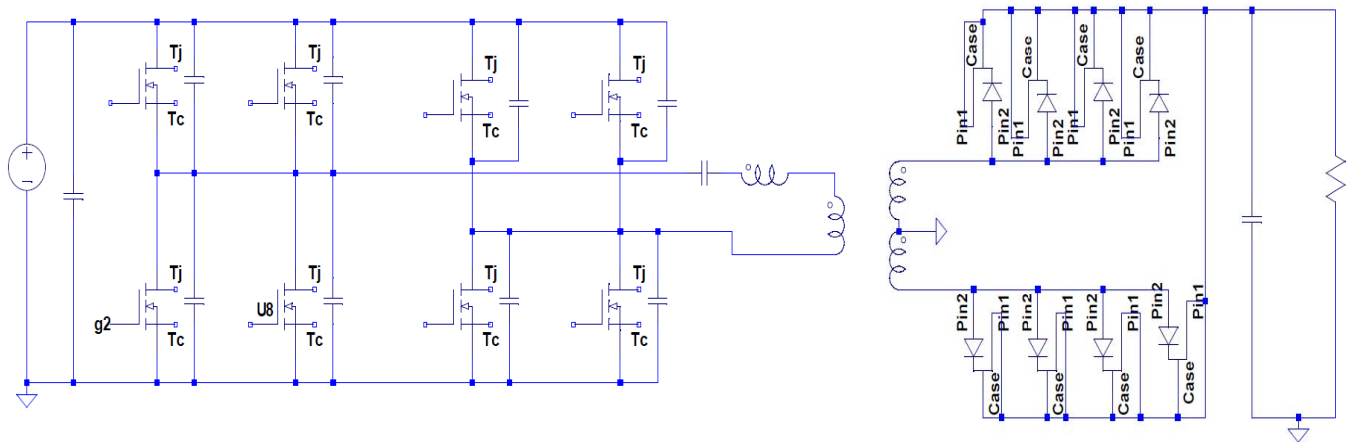 Tj
Tc
Tj
Tc
Tj
Tc
Tj
Tc
Tj
g2
Tc
Tj
U8
Tc
Tj
Tc
Tj
Tc
+
-
Pin1
Case
Pin2
Pin1
Case
Pin2
Pin1
Case
Pin2
Pin1
Case
Pin2
Pin2
Pin1
Case
Pin2
Pin1
Case
Pin2
Pin1
Case
Pin2
Pin1
Case